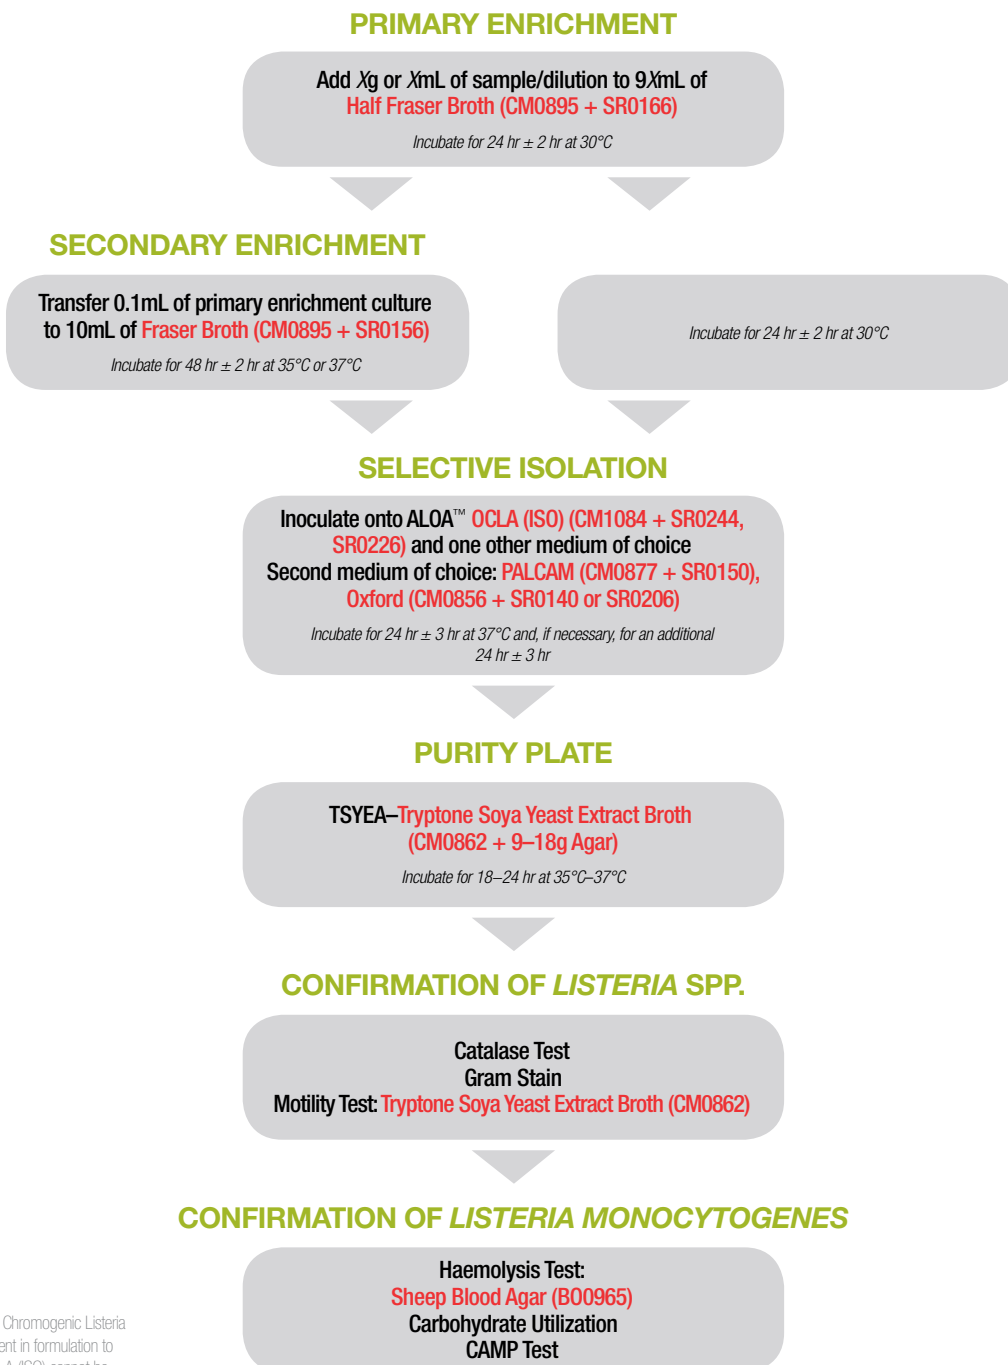 PRIMARY ENRICHMENT
Add Xg or XmL of sample/dilution to 9XmL of
Half Fraser Broth (CM0895 + SR0166)
Incubate for 24 hr ± 2 hr at 30°C
SECONDARY ENRICHMENT
Transfer 0.1mL of primary enrichment culture
to 10mL of Fraser Broth (CM0895 + SR0156)
Incubate for 48 hr ± 2 hr at 35°C or 37°C
Incubate for 24 hr ± 2 hr at 30°C
SELECTIVE ISOLATION
Inoculate onto ALOA™ OCLA (ISO) (CM1084 + SR0244,
SR0226) and one other medium of choice
Second medium of choice: PALCAM (CM0877 + SR0150),
Oxford (CM0856 + SR0140 or SR0206)
Incubate for 24 hr ± 3 hr at 37°C and, if necessary, for an additional
24 hr ± 3 hr
PURITY PLATE
TSYEA–Tryptone Soya Yeast Extract Broth
(CM0862 + 9–18g Agar)
Incubate for 18–24 hr at 35°C–37°C
CONFIRMATION OF LISTERIA SPP.
Catalase Test
Gram Stain
Motility Test: Tryptone Soya Yeast Extract Broth (CM0862)
CONFIRMATION OF LISTERIA MONOCYTOGENES
Haemolysis Test:
Sheep Blood Agar (BO0965)
Carbohydrate Utilization
CAMP Test
Chromogenic Listeria
ent in formulation to
A (ISO) cannot be